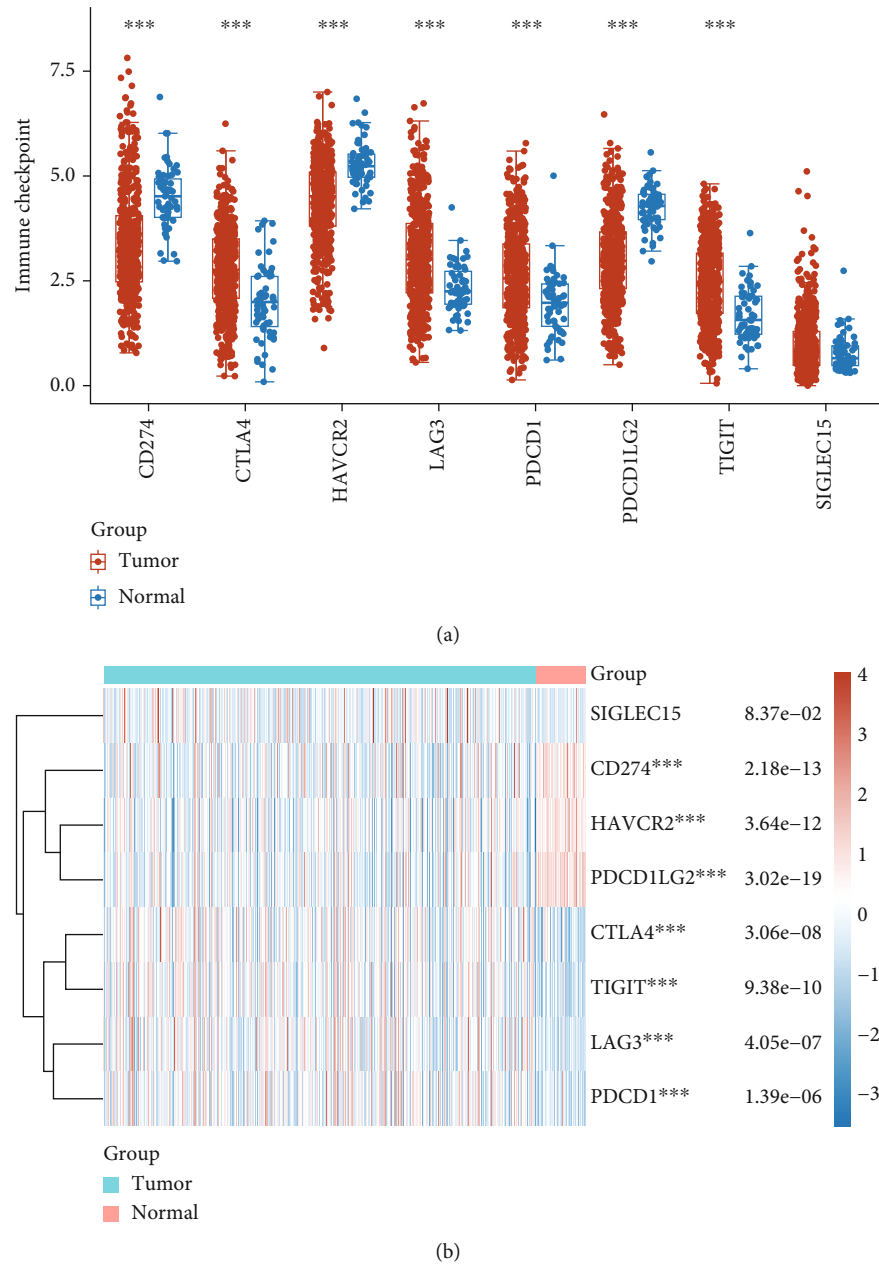 *** *** *** *** *** *** ***
7.5
5.0
2.5
0.0
Immune checkpoint
CD274
CTLA4
HAVCR2
LAG3
PDCD1
PDCD1LG2
TIGIT
SIGLEC15
Group
Tumor
Normal
(a)
Group
SIGLEC15 8.37e−02
CD274*** 2.18e−13
HAVCR2*** 3.64e−12
PDCD1LG2*** 3.02e−19
CTLA4*** 3.06e−08
TIGIT*** 9.38e−10
LAG3*** 4.05e−07
PDCD1*** 1.39e−06
4
3
2
1
0
−1
−2
−3
Group
Tumor
Normal
(b)